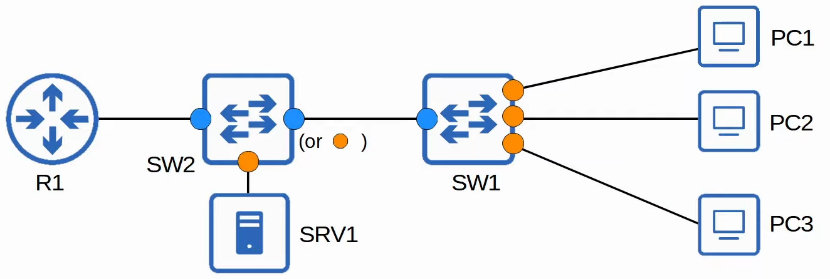 PC1
PC2
(or )
SW2
SW1
R1
PC3
SRV1